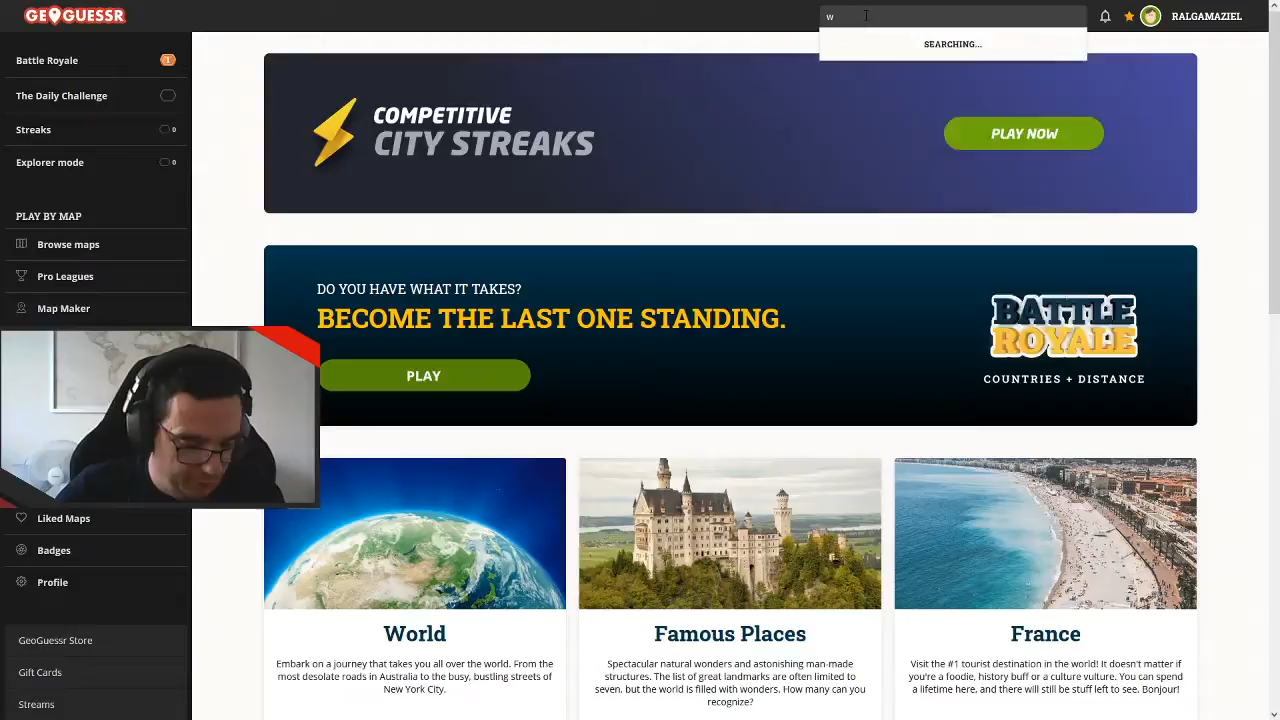 GEOGUESSR
w
SEARCHING...
RALGAMAZIEL
Battle Royale
1
The Daily Challenge
Streaks
0
Explorer mode
0
PLAY BY MAP
Browse maps
Pro Leagues
Map Maker
Liked Maps
Badges
Profile
GeoGuessr Store
Gift Cards
Streams
COMPETITIVE
CITY STREAKS
PLAY NOW
DO YOU HAVE WHAT IT TAKES?
BECOME THE LAST ONE STANDING.
PLAY
BATTLE
ROYALE
COUNTRIES + DISTANCE
World
Embark on a journey that takes you all over the world. From the
most desolate roads in Australia to the busy, bustling streets of
New York City.
Famous Places
Spectacular natural wonders and astonishing man-made
structures. The list of great landmarks are often limited to
seven, but the world is filled with wonders. How many can you
recognize?
France
Visit the #1 tourist destination in the world! It doesn't matter if
you're a foodie, history buff or a culture vulture. You can spend
a lifetime here, and there will still be stuff left to see. Bonjour!